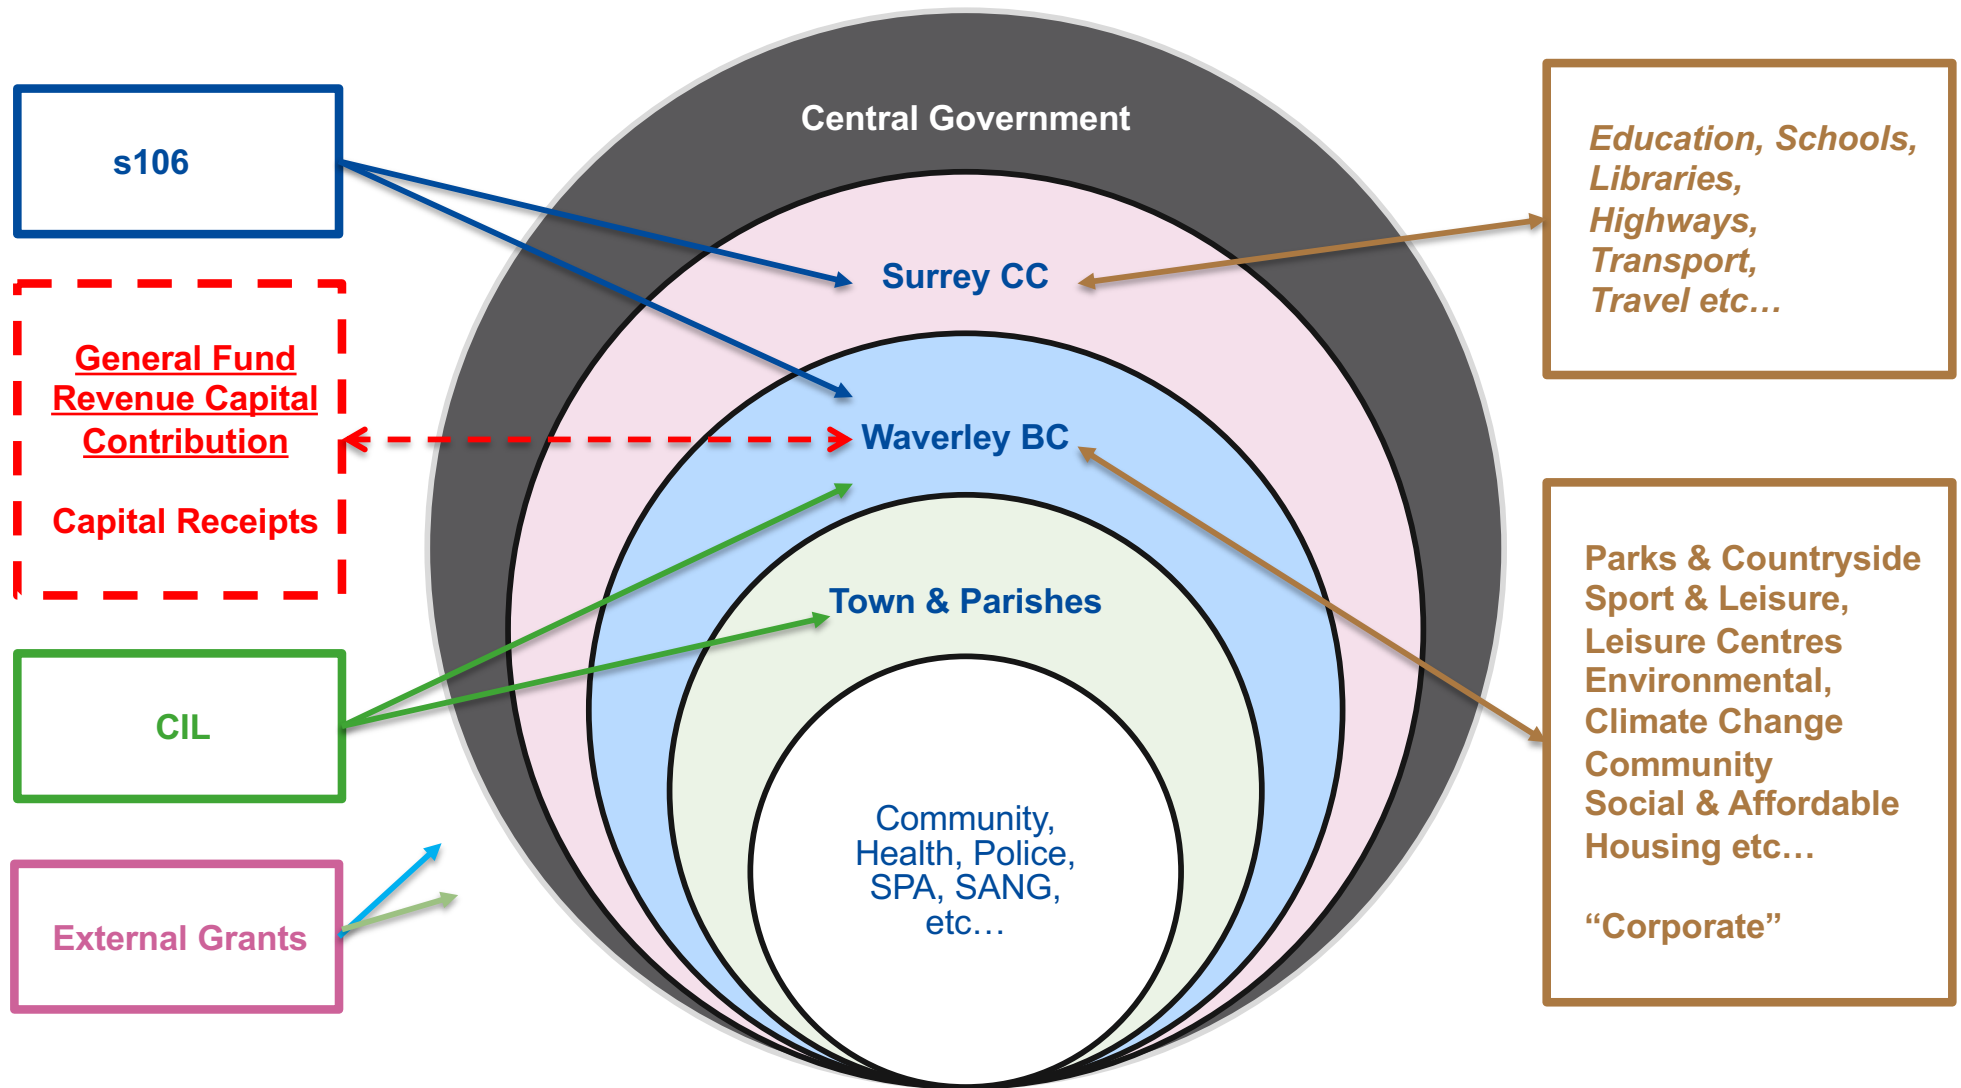 s106
General Fund
Revenue Capital
Contribution
Capital Receipts
CIL
External Grants
Central Government
Surrey CC
Waverley BC
Town & Parishes
Community,
Health, Police,
SPA, SANG,
etc…
Education, Schools,
Libraries,
Highways,
Transport,
Travel etc…
Parks & Countryside
Sport & Leisure,
Leisure Centres
Environmental,
Climate Change
Community
Social & Affordable
Housing etc…
“Corporate”